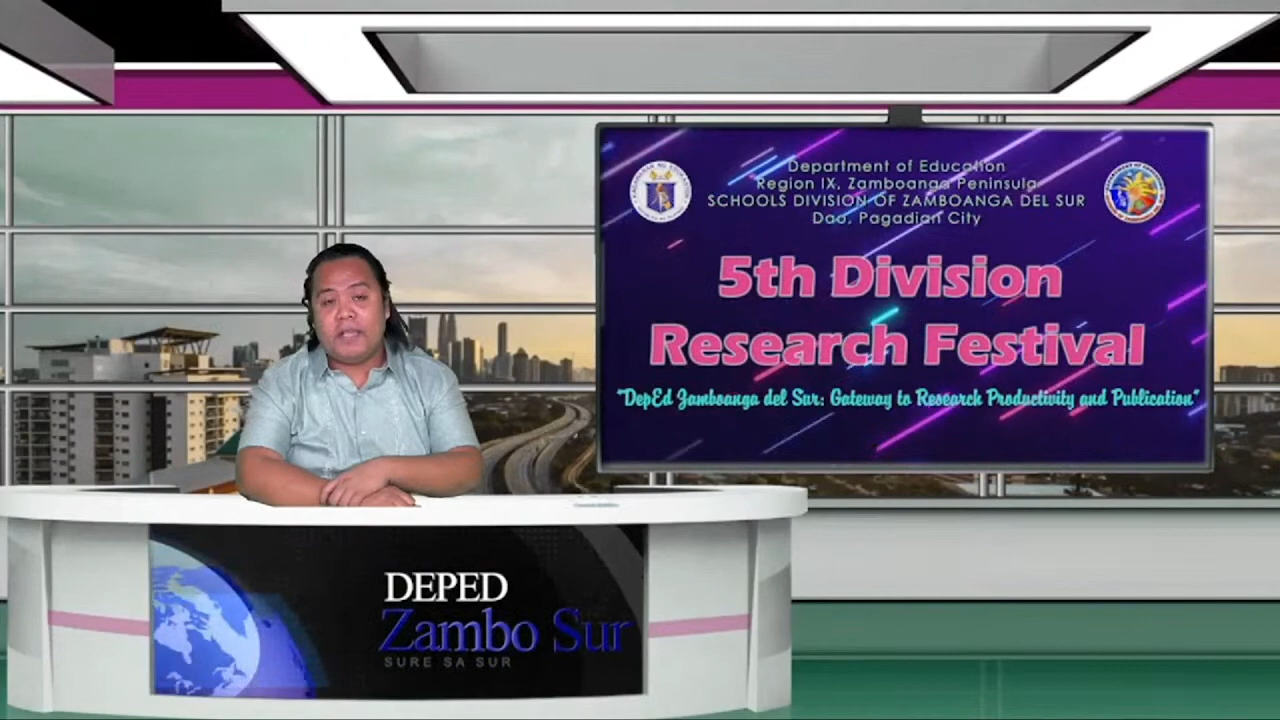 Department of Education
Region IX, Zamboanga Peninsula
SCHOOLS DIVISION OF ZAMBOANGA DEL SUR
Dao, Pagadian City
5th Division
Research Festival
"DepEd Zamboanga del Sur: Gateway to Research Productivity and Publication"
DEPED
Zambo Sur
SURE SA SUR